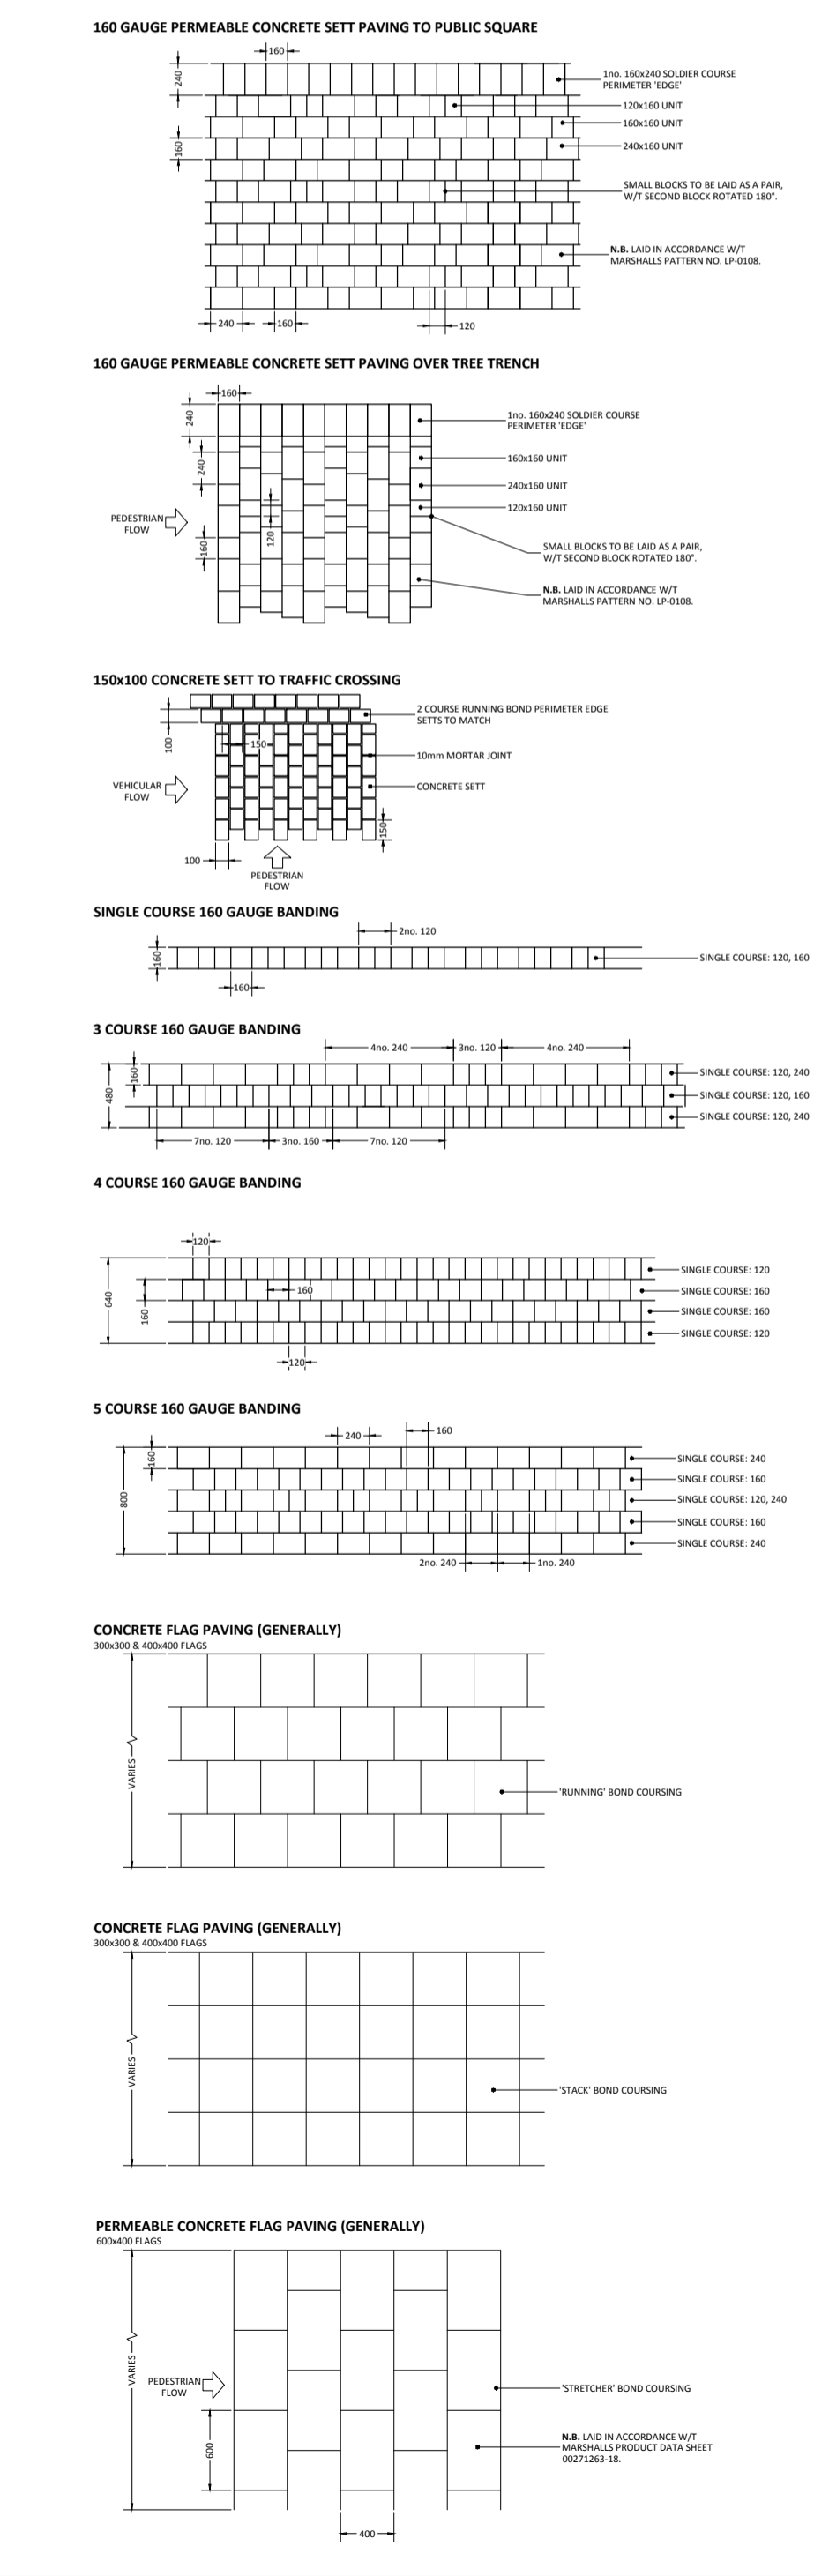 160 GAUGE PERMEABLE CONCRETE SETT PAVING TO PUBLIC SQUARE
160
240
1no. 160x240 SOLDIER COURSE
PERIMETER 'EDGE'
120x160 UNIT
160x160 UNIT
160
240x160 UNIT
SMALL BLOCKS TO BE LAID AS A PAIR,
W/T SECOND BLOCK ROTATED 180°.
N.B. LAID IN ACCORDANCE W/T
MARSHALLS PATTERN NO. LP-0108.
240
160
120
160 GAUGE PERMEABLE CONCRETE SETT PAVING OVER TREE TRENCH
160
240
1no. 160x240 SOLDIER COURSE
PERIMETER 'EDGE'
240
160x160 UNIT
240x160 UNIT
120x160 UNIT
PEDESTRIAN
FLOW
120
160
SMALL BLOCKS TO BE LAID AS A PAIR,
W/T SECOND BLOCK ROTATED 180°.
N.B. LAID IN ACCORDANCE W/T
MARSHALLS PATTERN NO. LP-0108.
150x100 CONCRETE SETT TO TRAFFIC CROSSING
2 COURSE RUNNING BOND PERIMETER EDGE
SETTS TO MATCH
100
150
10mm MORTAR JOINT
VEHICULAR
FLOW
CONCRETE SETT
150
100
PEDESTRIAN
FLOW
SINGLE COURSE 160 GAUGE BANDING
2no. 120
160
SINGLE COURSE: 120, 160
160
3 COURSE 160 GAUGE BANDING
4no. 240
3no. 120
4no. 240
160
480
SINGLE COURSE: 120, 240
SINGLE COURSE: 120, 160
SINGLE COURSE: 120, 240
7no. 120
3no. 160
7no. 120
4 COURSE 160 GAUGE BANDING
120
SINGLE COURSE: 120
160
SINGLE COURSE: 160
640
160
SINGLE COURSE: 160
SINGLE COURSE: 120
120
5 COURSE 160 GAUGE BANDING
240
160
160
SINGLE COURSE: 240
SINGLE COURSE: 160
800
SINGLE COURSE: 120, 240
SINGLE COURSE: 160
SINGLE COURSE: 240
2no. 240
1no. 240
CONCRETE FLAG PAVING (GENERALLY)
300x300 & 400x400 FLAGS
VARIES
'RUNNING' BOND COURSING
CONCRETE FLAG PAVING (GENERALLY)
300x300 & 400x400 FLAGS
VARIES
'STACK' BOND COURSING
PERMEABLE CONCRETE FLAG PAVING (GENERALLY)
600x400 FLAGS
VARIES
PEDESTRIAN
FLOW
'STRETCHER' BOND COURSING
600
N.B. LAID IN ACCORDANCE W/T
MARSHALLS PRODUCT DATA SHEET
00271263-18.
400